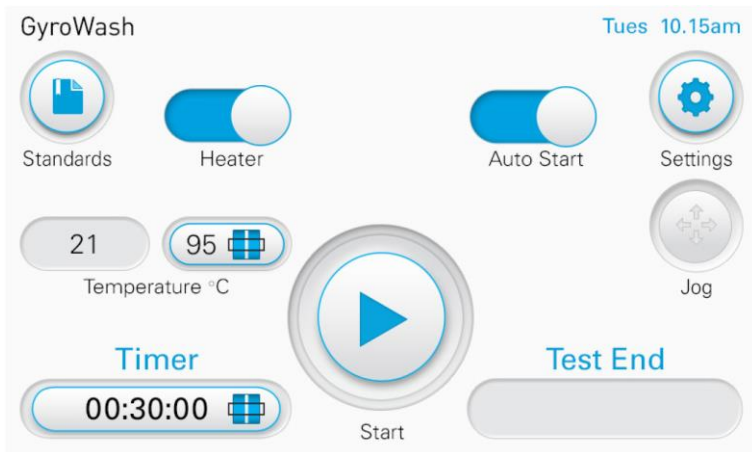 GyroWash
Tues 10.15am
Standards
Heater
Auto Start
Settings
21
95
Temperature °C
Jog
Timer
Test End
00:30:00
Start